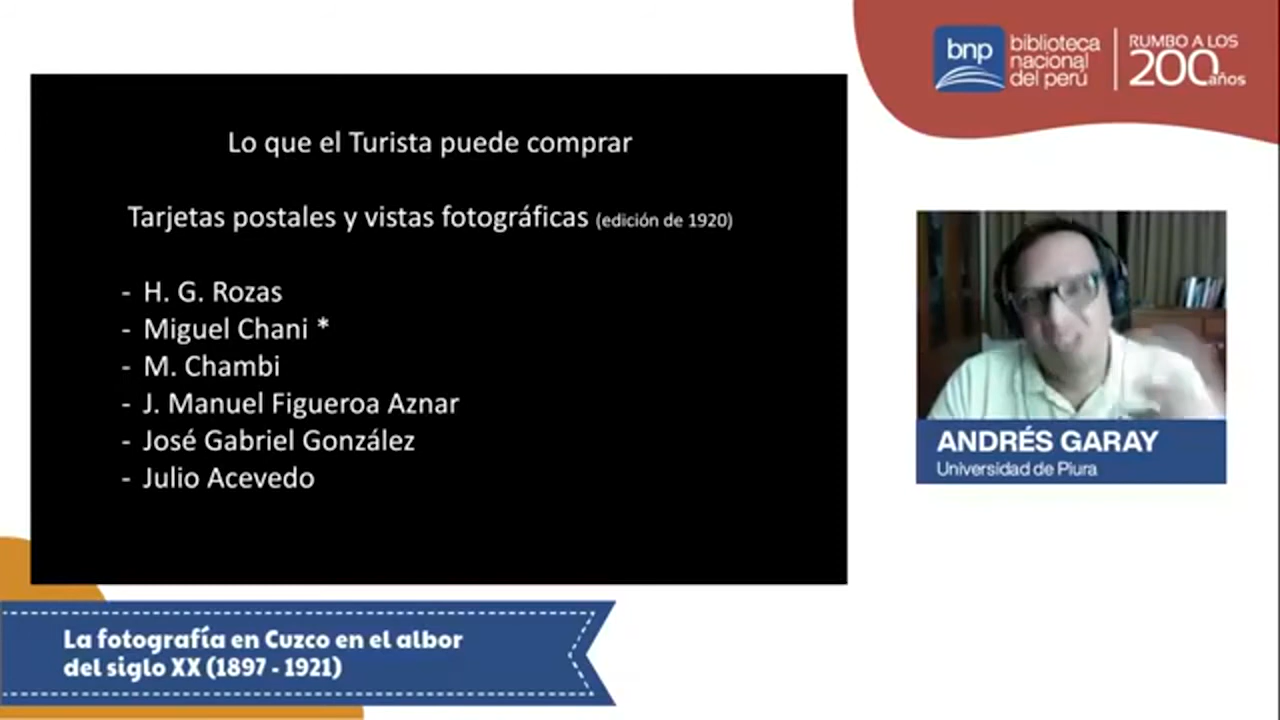 bnp
biblioteca
nacional
del perú
RUMBO A LOS
200 años
Lo que el Turista puede comprar
Tarjetas postales y vistas fotográficas (edición de 1920)
- H. G. Rozas
- Miguel Chani *
- M. Chambi
- J. Manuel Figueroa Aznar
- José Gabriel González
- Julio Acevedo
ANDRÉS GARAY
Universidad de Piura
La fotografía en Cuzco en el albor
del siglo XX (1897 - 1921)